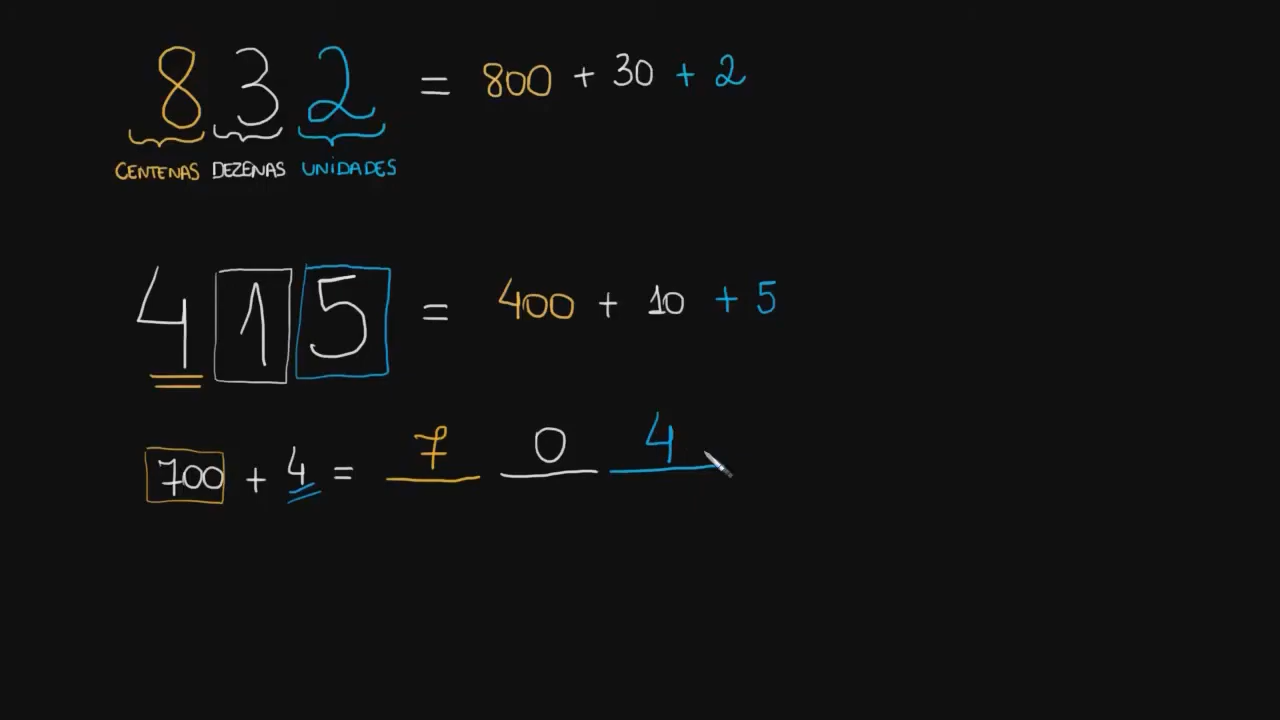 832 = 800 + 30 + 2
CENTENAS DEZENAS UNIDADES
415 = 400 + 10 + 5
700 + 4 = 7 0 4